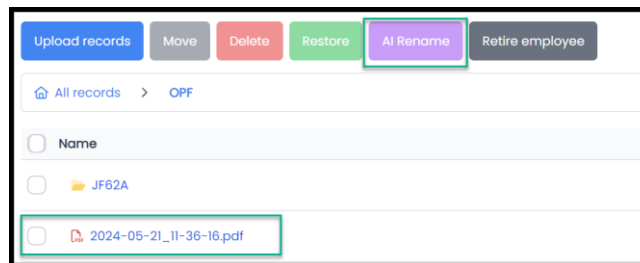 Upload records Move Delete Restore AI Rename Retire employee
All records > OPF
Name
JF62A
2024-05-21_11-36-16.pdf